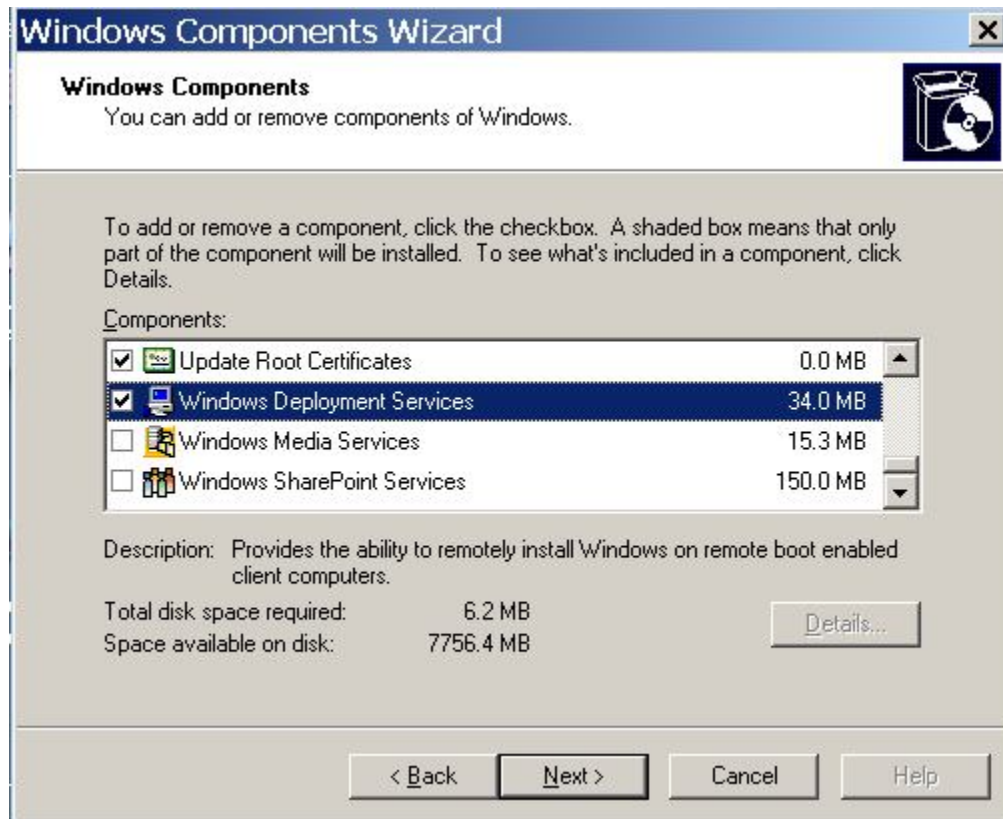 Windows Components Wizard
Windows Components
You can add or remove components of Windows.
To add or remove a component, click the checkbox. A shaded box means that only
part of the component will be installed. To see what's included in a component, click
Details.
Components:
Update Root Certificates 0.0 MB
Windows Deployment Services 34.0 MB
Windows Media Services 15.3 MB
Windows SharePoint Services 150.0 MB
Description: Provides the ability to remotely install Windows on remote boot enabled
client computers.
Total disk space required: 6.2 MB
Space available on disk: 7756.4 MB
Details...
< Back Next > Cancel Help